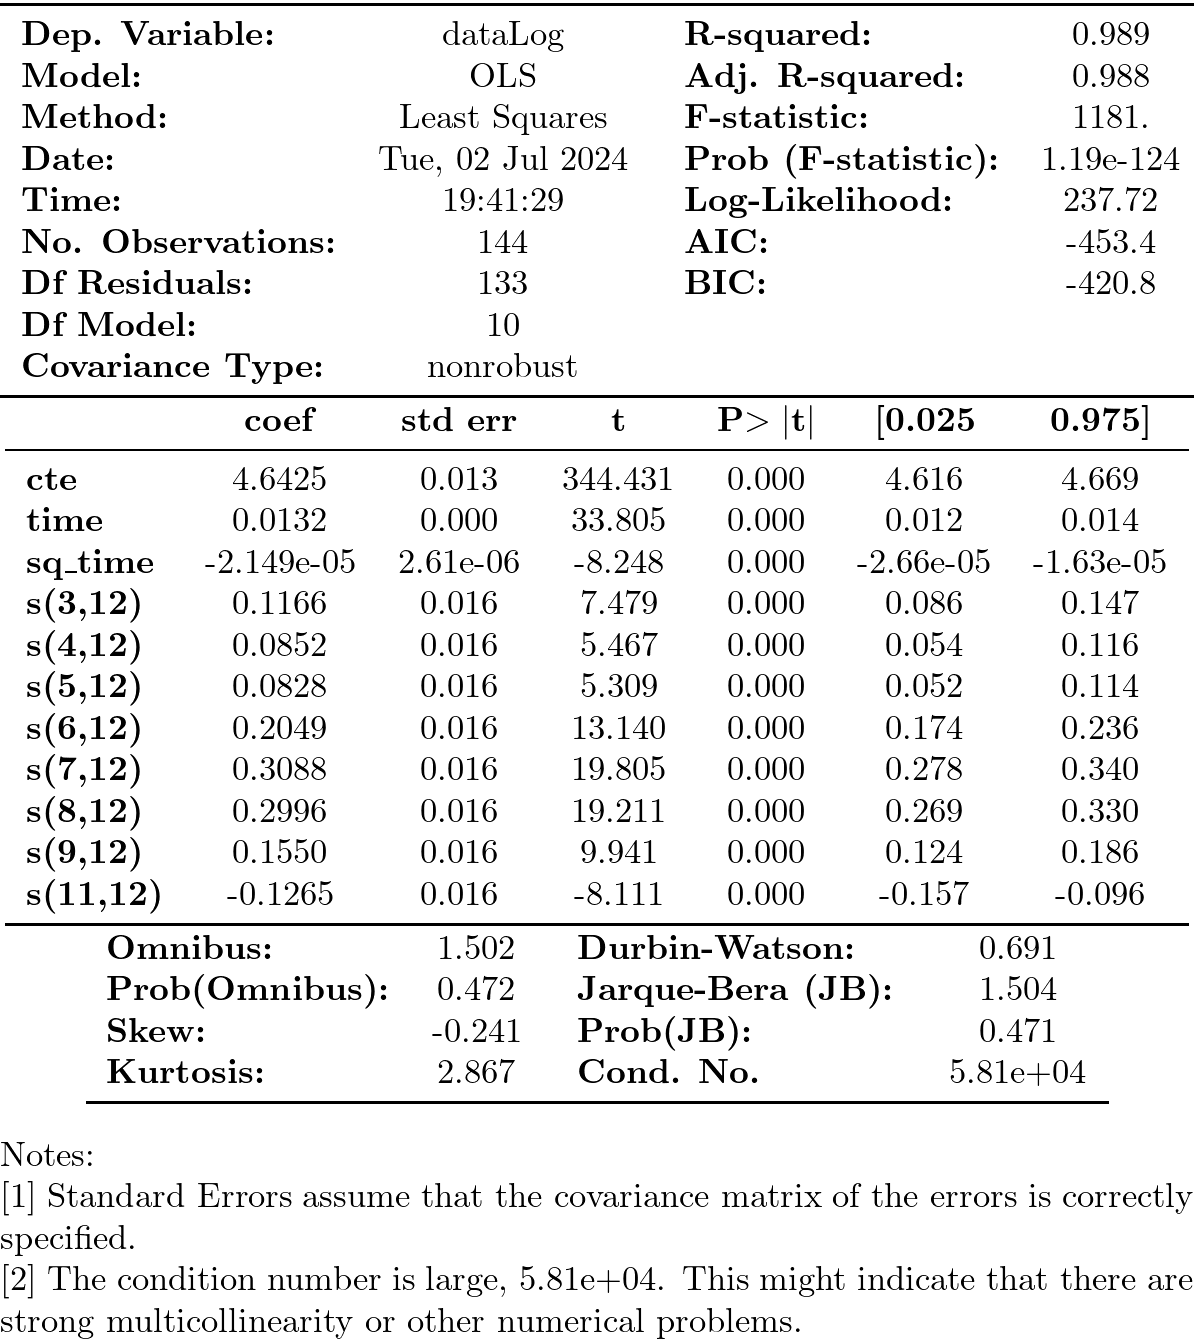 Dep. Variable: dataLog R-squared: 0.989
Model: OLS Adj. R-squared: 0.988
Method: Least Squares F-statistic: 1181.
Date: Tue, 02 Jul 2024 Prob (F-statistic): 1.19e-124
Time: 19:41:29 Log-Likelihood: 237.72
No. Observations: 144 AIC: -453.4
Df Residuals: 133 BIC: -420.8
Df Model: 10
Covariance Type: nonrobust
coef std err t P> |t| [0.025 0.975]
cte 4.6425 0.013 344.431 0.000 4.616 4.669
time 0.0132 0.000 33.805 0.000 0.012 0.014
sq_time -2.149e-05 2.61e-06 -8.248 0.000 -2.66e-05 -1.63e-05
s(3,12) 0.1166 0.016 7.479 0.000 0.086 0.147
s(4,12) 0.0852 0.016 5.467 0.000 0.054 0.116
s(5,12) 0.0828 0.016 5.309 0.000 0.052 0.114
s(6,12) 0.2049 0.016 13.140 0.000 0.174 0.236
s(7,12) 0.3088 0.016 19.805 0.000 0.278 0.340
s(8,12) 0.2996 0.016 19.211 0.000 0.269 0.330
s(9,12) 0.1550 0.016 9.941 0.000 0.124 0.186
s(11,12) -0.1265 0.016 -8.111 0.000 -0.157 -0.096
Omnibus: 1.502 Durbin-Watson: 0.691
Prob(Omnibus): 0.472 Jarque-Bera (JB): 1.504
Skew: -0.241 Prob(JB): 0.471
Kurtosis: 2.867 Cond. No. 5.81e+04
Notes:
[1] Standard Errors assume that the covariance matrix of the errors is correctly
specified.
[2] The condition number is large, 5.81e+04. This might indicate that there are
strong multicollinearity or other numerical problems.